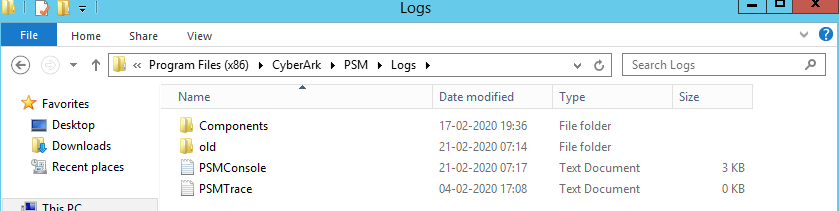 Logs
File Home Share View
« Program Files (x86) CyberArk PSM Logs Search Logs
Favorites
Desktop
Downloads
Recent places
This PC
Name Date modified Type Size
Components 17-02-2020 19:36 File folder
old 21-02-2020 07:14 File folder
PSMConsole 21-02-2020 07:17 Text Document 3 KB
PSMTrace 04-02-2020 17:08 Text Document 0 KB